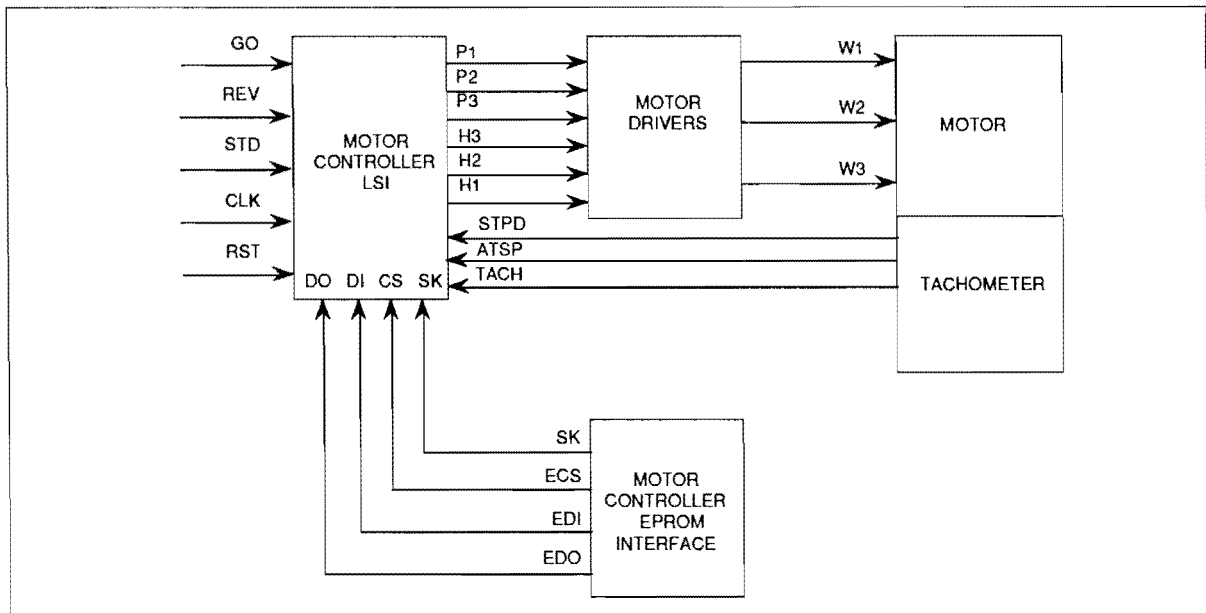 GO
REV
STD
CLK
RST
MOTOR
CONTROLLER
LSI
DO DI CS SK
P1
P2
P3
H3
H2
H1
STPD
ATSP
TACH
MOTOR
DRIVERS
W1
W2
W3
MOTOR
TACHOMETER
SK
ECS
EDI
EDO
MOTOR
CONTROLLER
EPROM
INTERFACE